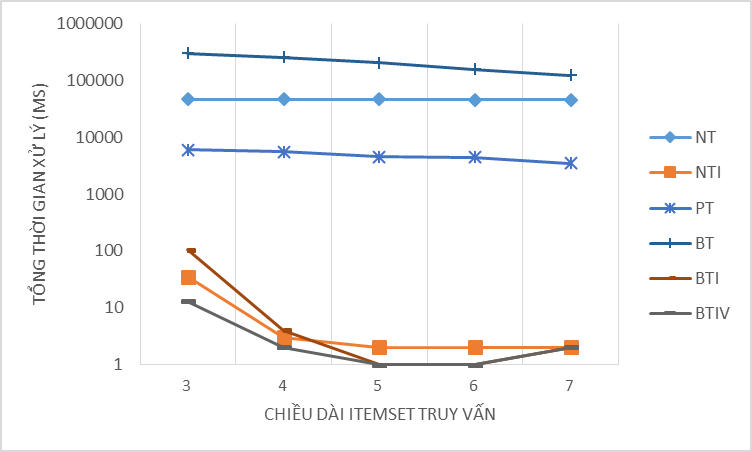 1000000
100000
10000
1000
100
10
1
TỔNG THỜI GIAN XỬ LÝ (MS)
3 4 5 6 7
CHIỀU DÀI ITEMSET TRUY VẤN
NT
NTI
PT
BT
BTI
BTIV